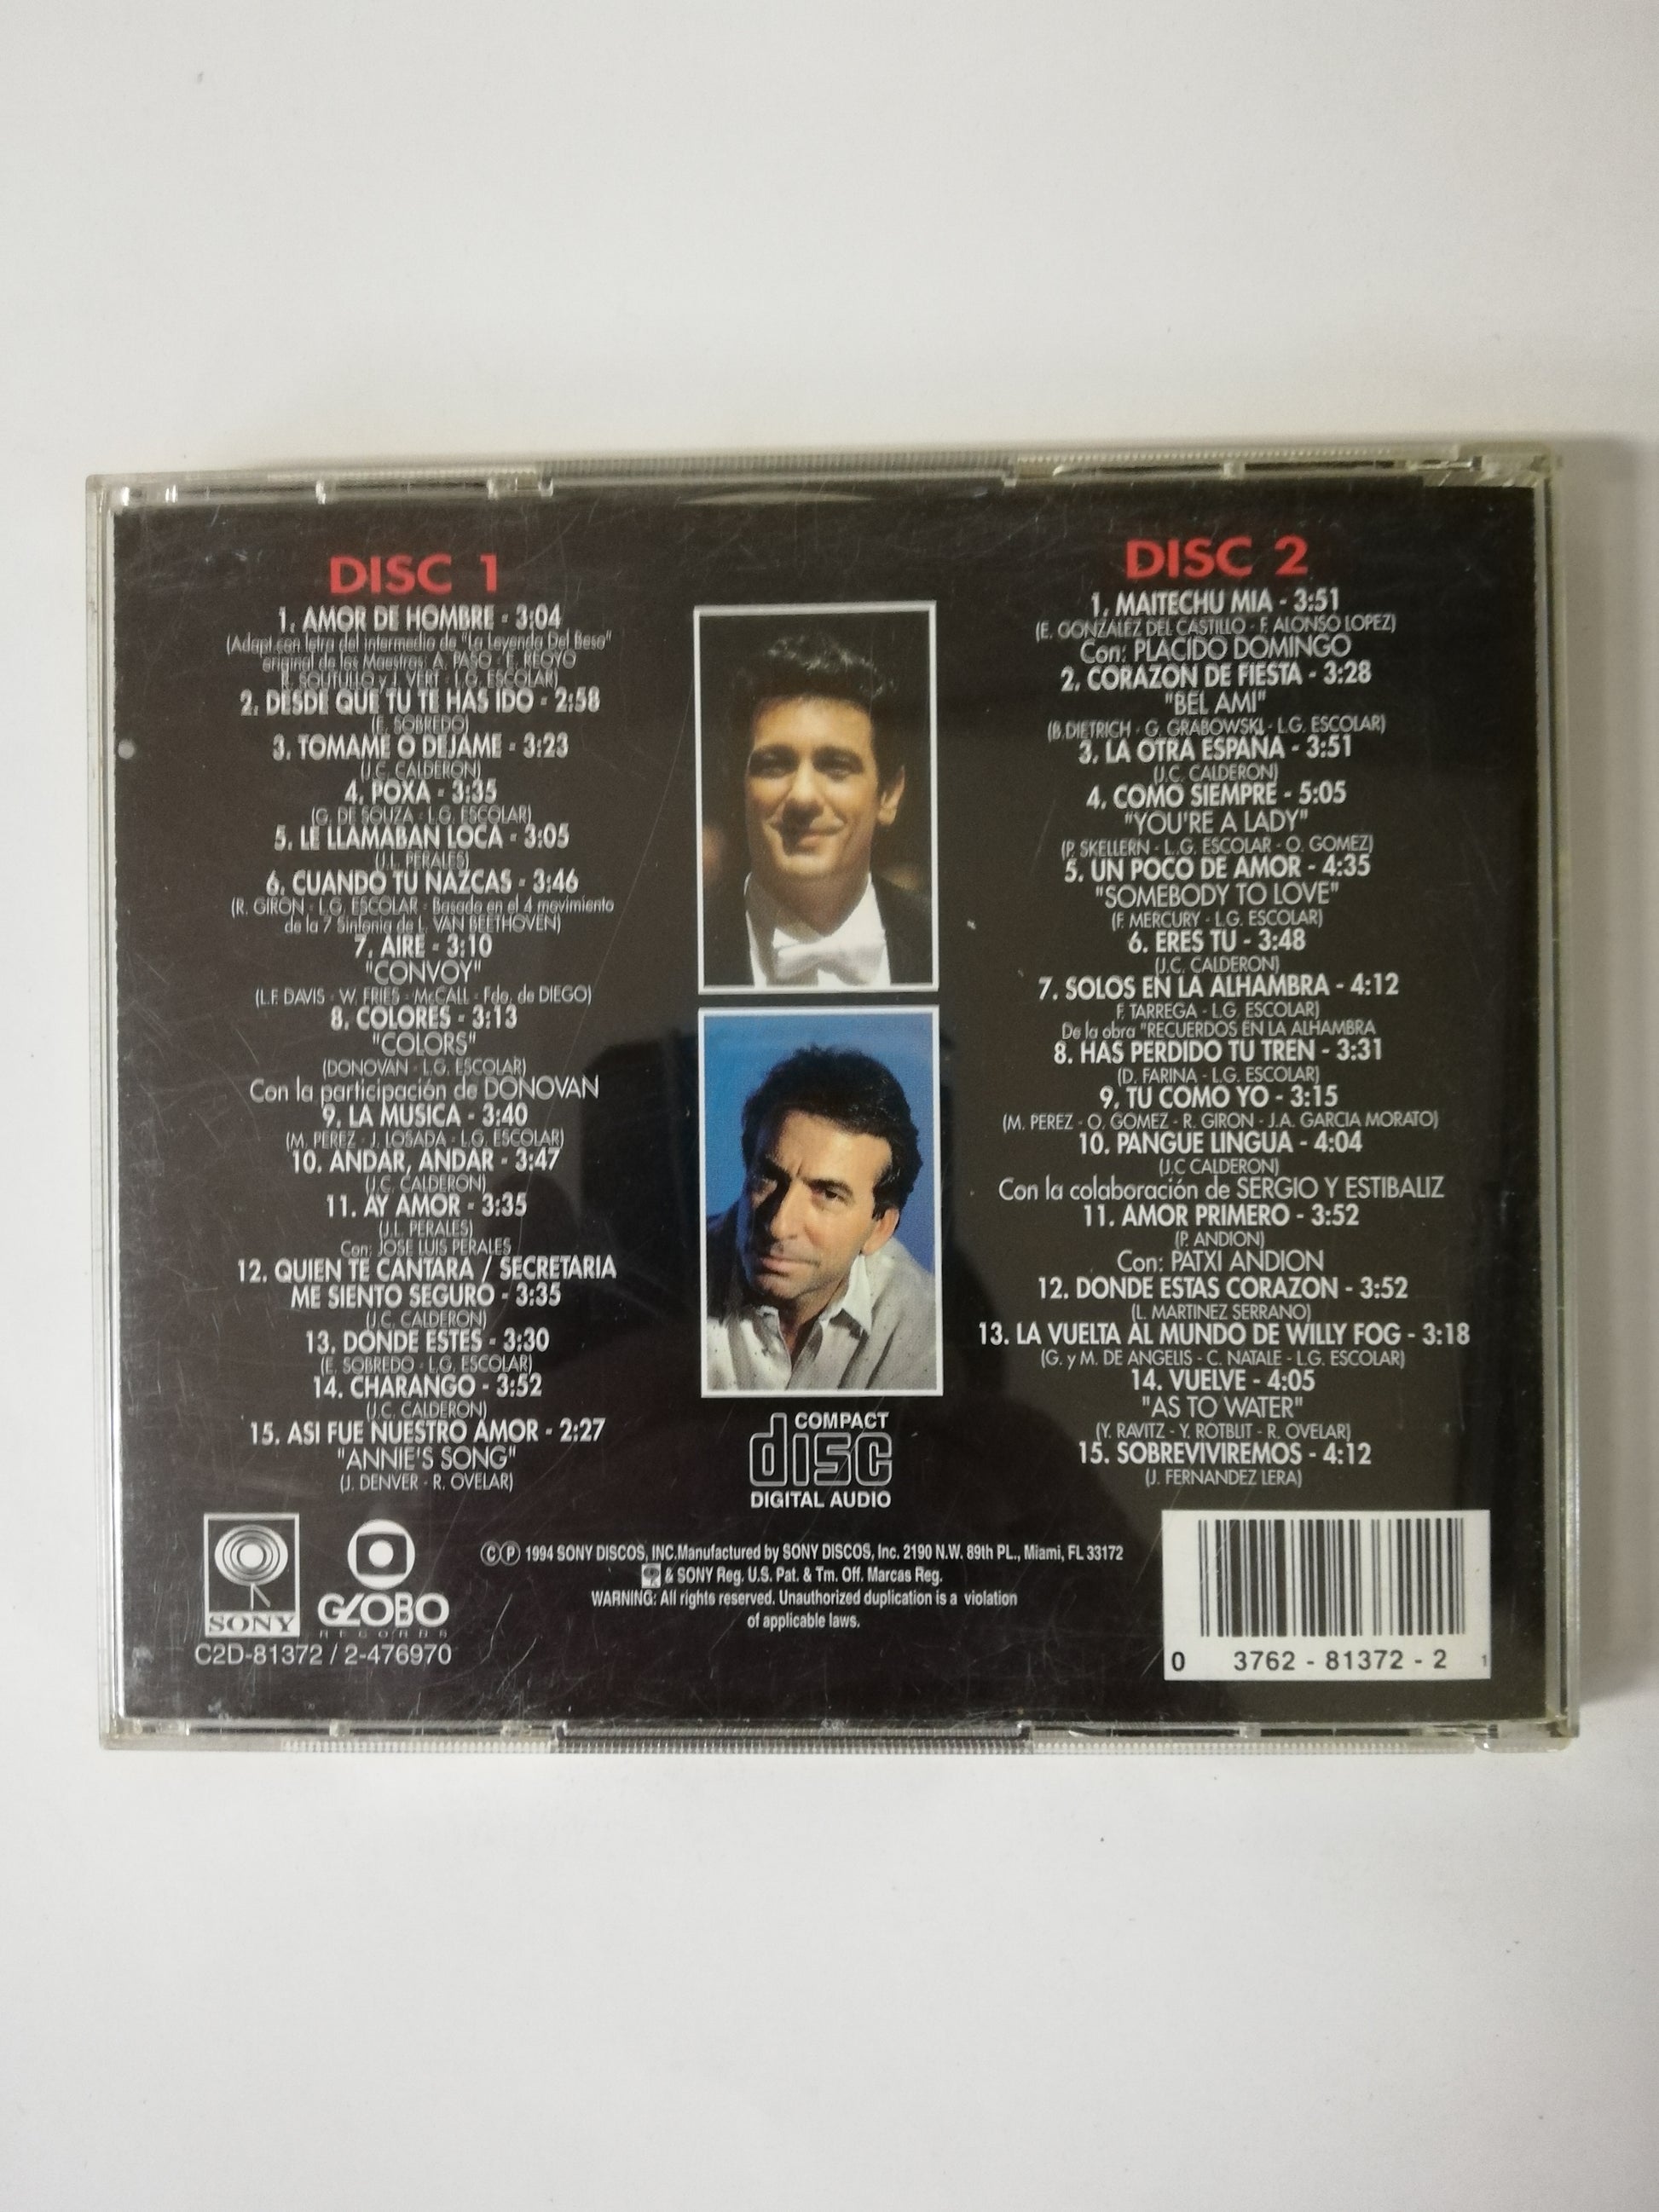 DISC 1
1. AMOR DE HOMBRE - 3:04
(Adapt.con letra del intermedio de "La Leyenda Del Beso"
original de los Maestros: A. PASO - E. REOYO
R. SOUTULLO y J. VERT - L.G. ESCOLAR)
2. DESDE QUE TU TE HAS IDO - 2:58
(E. SOBREDO)
3. TOMAME O DEJAME - 3:23
(J.C. CALDERON)
4. POXA - 3:35
(G. DE SOUZA - L.G. ESCOLAR)
5. LE LLAMABAN LOCA - 3:05
(J.L. PERALES)
6. CUANDO TU NAZCAS - 3:46
(R. GIRON - L.G. ESCOLAR - Basado en el 4 movimiento
de la 7 Sinfonia de L. VAN BEETHOVEN)
7. AIRE - 3:10
"CONVOY"
(L.F. DAVIS - W. FRIES - McCALL - Fdo. de DIEGO)
8. COLORES - 3:13
"COLORS"
(DONOVAN - L.G. ESCOLAR)
Con la participación de DONOVAN
9. LA MUSICA - 3:40
(M. PEREZ - J. LOSADA - L.G. ESCOLAR)
10. ANDAR, ANDAR - 3:47
(J.C. CALDERON)
11. AY AMOR - 3:35
(J.L. PERALES)
Con: JOSE LUIS PERALES
12. QUIEN TE CANTARA / SECRETARIA
ME SIENTO SEGURO - 3:35
(J.C. CALDERON)
13. DONDE ESTES - 3:30
(E. SOBREDO - L.G. ESCOLAR)
14. CHARANGO - 3:52
(J.C. CALDERON)
15. ASI FUE NUESTRO AMOR - 2:27
"ANNIE'S SONG"
(J. DENVER - R. OVELAR)
DISC 2
1. MAITECHU MIA - 3:51
(E. GONZALEZ DEL CASTILLO - F. ALONSO LOPEZ)
Con: PLACIDO DOMINGO
2. CORAZON DE FIESTA - 3:28
"BEL AMI"
(B.DIETRICH - G. GRABOWSKI - L.G. ESCOLAR)
3. LA OTRA ESPAÑA - 3:51
(J.C. CALDERON)
4. COMO SIEMPRE - 5:05
"YOU'RE A LADY"
(P. SKELLERN - L..G. ESCOLAR - O. GOMEZ)
5. UN POCO DE AMOR - 4:35
"SOMEBODY TO LOVE"
(F. MERCURY - L.G. ESCOLAR)
6. ERES TU - 3:48
(J.C. CALDERON)
7. SOLOS EN LA ALHAMBRA - 4:12
F. TARREGA - L.G. ESCOLAR)
De la obra "RECUERDOS EN LA ALHAMBRA
8. HAS PERDIDO TU TREN - 3:31
(D. FARINA - L.G. ESCOLAR)
9. TU COMO YO - 3:15
(M. PEREZ - O. GOMEZ - R. GIRON - J.A. GARCIA MORATO)
10. PANGUE LINGUA - 4:04
(J.C CALDERON)
Con la colaboración de SERGIO Y ESTIBALIZ
11. AMOR PRIMERO - 3:52
(P. ANDION)
Con: PATXI ANDION
12. DONDE ESTAS CORAZON - 3:52
(L. MARTINEZ SERRANO)
13. LA VUELTA AL MUNDO DE WILLY FOG - 3:18
(G. y M. DE ANGELIS - C. NATALE - L.G. ESCOLAR)
14. VUELVE - 4:05
"AS TO WATER"
(Y. RAVITZ - Y. ROTBLIT - R. OVELAR)
15. SOBREVIVIREMOS - 4:12
(J. FERNANDEZ LERA)
COMPACT
disc
DIGITAL AUDIO
SONY
GLOBO
RECORDS
C2D-81372 / 2-476970
©℗ 1994 SONY DISCOS, INC.Manufactured by SONY DISCOS, Inc. 2190 N.W. 89th PL., Miami, FL 33172
& SONY Reg. U.S. Pat. & Tm. Off. Marcas Reg.
WARNING: All rights reserved. Unauthorized duplication is a violation
of applicable laws.
0 3762 - 81372 - 2 1